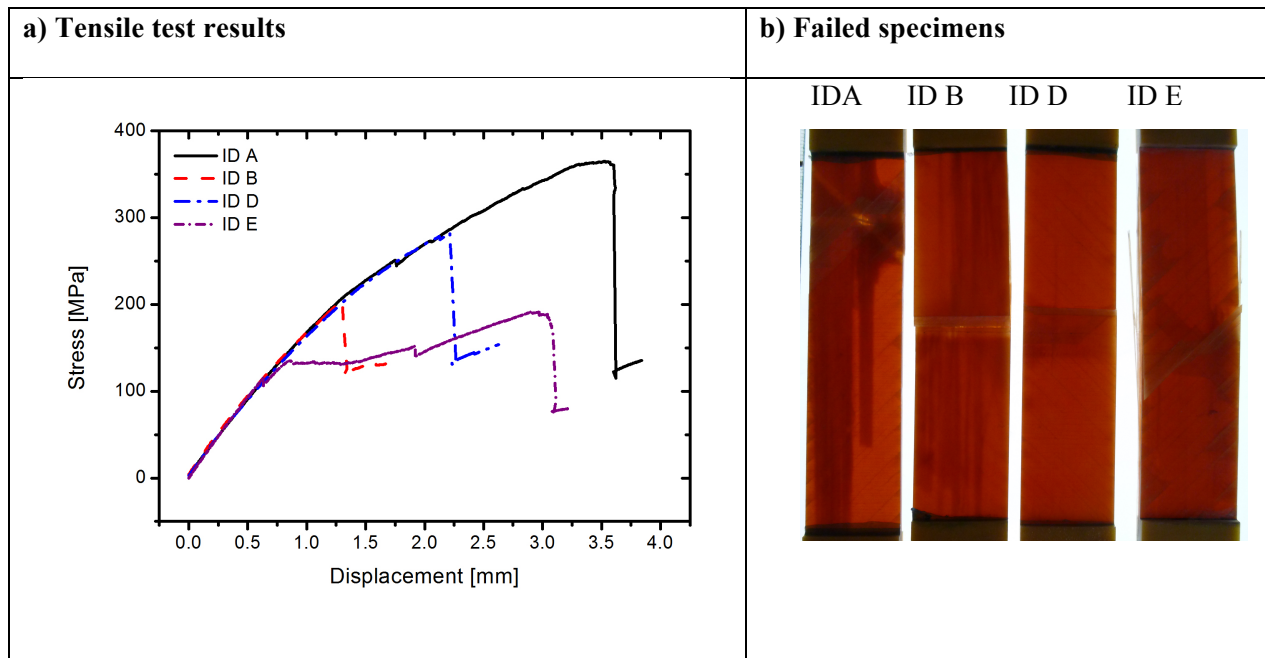 a) Tensile test results
b) Failed specimens
IDA ID B ID D ID E
400
300
200
100
0
Stress [MPa]
ID A
ID B
ID D
ID E
0.0 0.5 1.0 1.5 2.0 2.5 3.0 3.5 4.0
Displacement [mm]